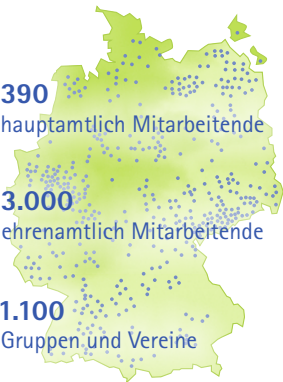 390
hauptamtlich Mitarbeitende
3.000
ehrenamtlich Mitarbeitende
1.100
Gruppen und Vereine